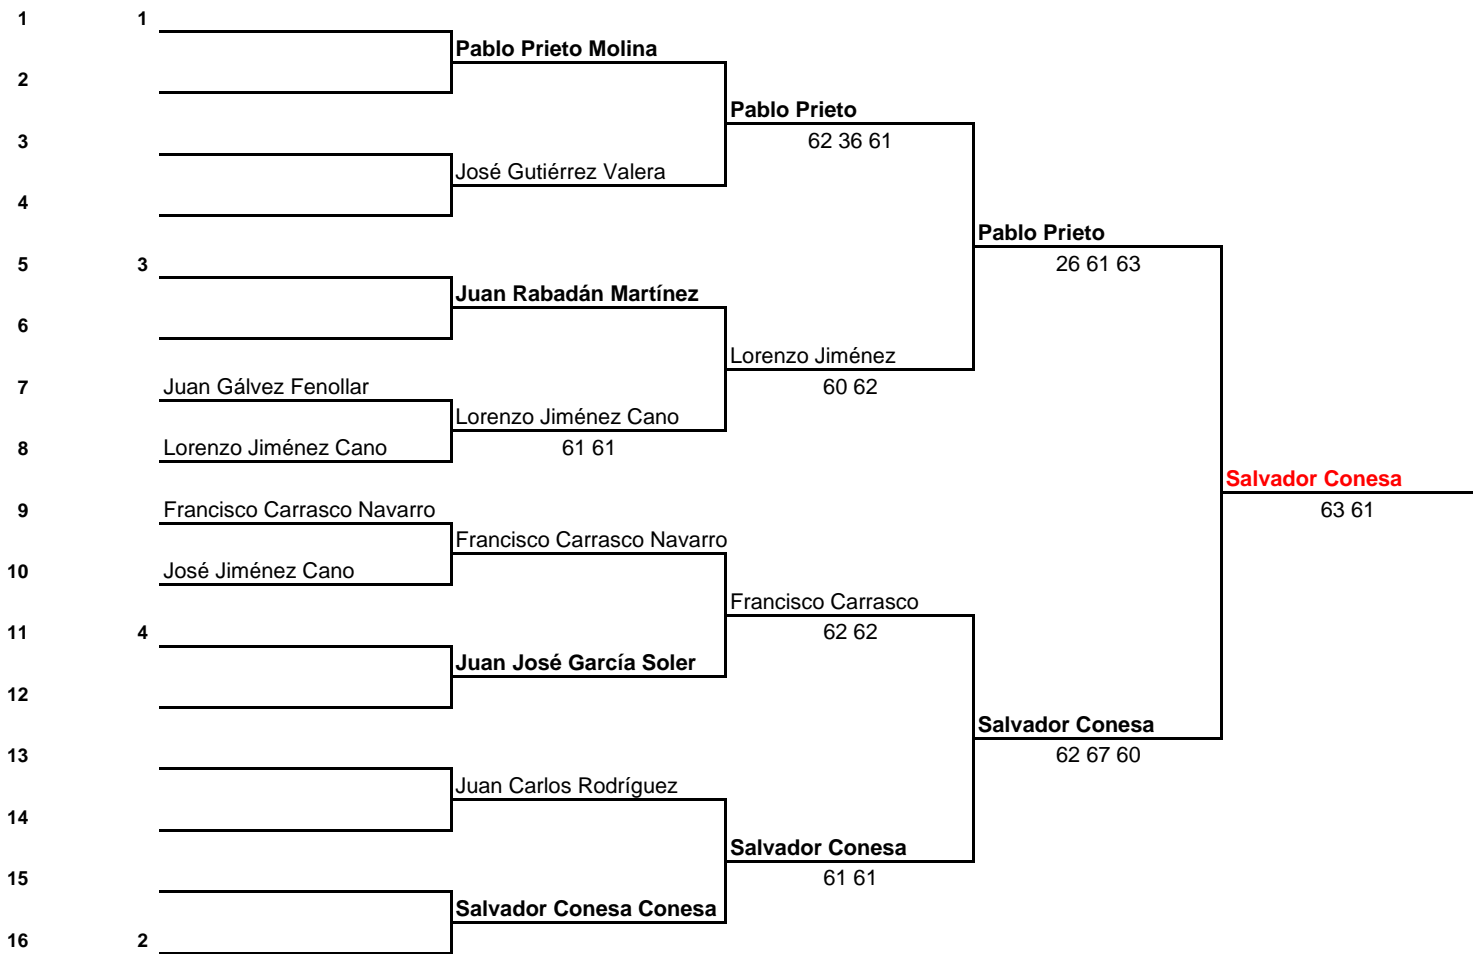 1 1
Pablo Prieto Molina
2
Pablo Prieto
3 62 36 61
José Gutiérrez Valera
4
Pablo Prieto
5 3 26 61 63
Juan Rabadán Martínez
6
Lorenzo Jiménez
7 Juan Gálvez Fenollar 60 62
Lorenzo Jiménez Cano
8 Lorenzo Jiménez Cano 61 61
Salvador Conesa
9 Francisco Carrasco Navarro 63 61
Francisco Carrasco Navarro
10 José Jiménez Cano
Francisco Carrasco
11 4 62 62
Juan José García Soler
12
Salvador Conesa
13 62 67 60
Juan Carlos Rodríguez
14
Salvador Conesa
15 61 61
Salvador Conesa Conesa
16 2